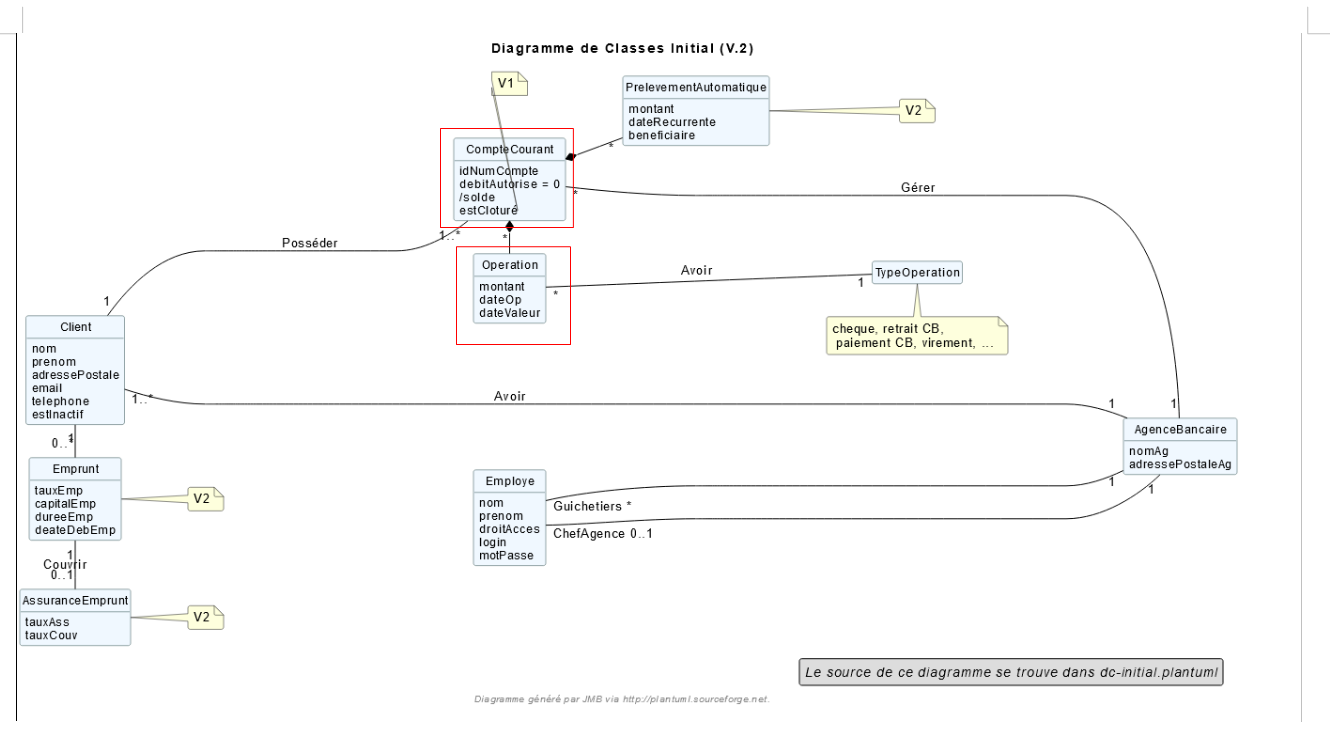 Diagramme de Classes Initial (V.2)
V1
PrelevementAutomatique
montant
dateRecurrente
beneficiaire
V2
*
CompteCourant
idNumCompte
debitAutorise = 0
/solde
estCloturé
*
Gérer
1..*
*
Posséder
1
Operation
montant
dateOp
dateValeur
*
Avoir
1
TypeOperation
cheque, retrait CB,
paiement CB, virement, ...
Client
nom
prenom
adressePostale
email
telephone
estInactif
1..*
Avoir
1
1
AgenceBancaire
nomAg
adressePostaleAg
1
0..*
Emprunt
tauxEmp
capitalEmp
dureeEmp
deateDebEmp
V2
Employe
nom
prenom
droitAcces
login
motPasse
Guichetiers *
1
ChefAgence 0..1
1
1
Couvrir
0..1
AssuranceEmprunt
tauxAss
tauxCouv
V2
Le source de ce diagramme se trouve dans dc-initial.plantuml
Diagramme généré par JMB via http://plantuml.sourceforge.net.